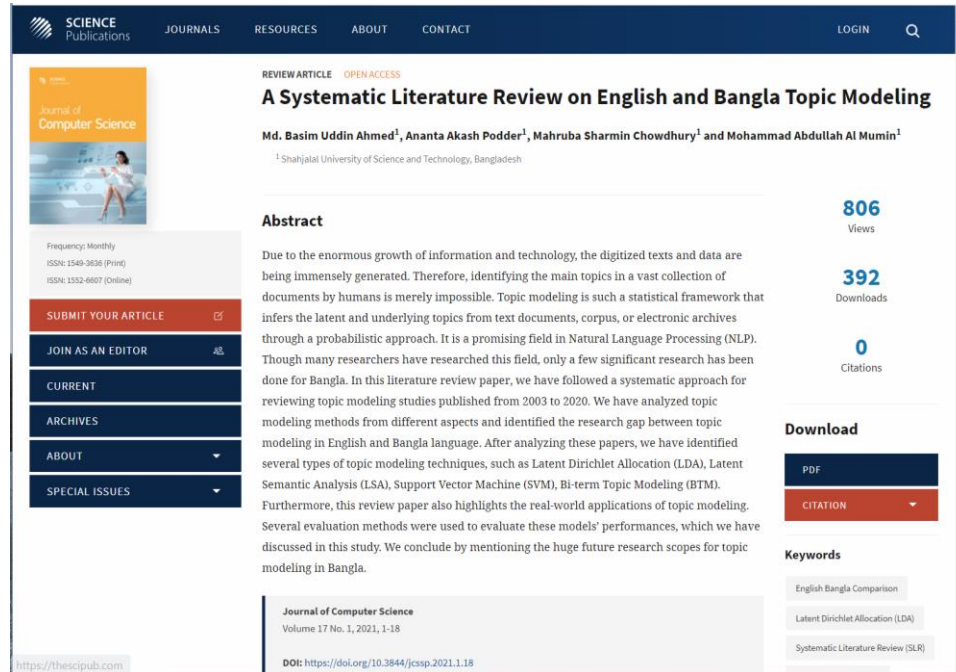 SCIENCE
Publications
JOURNALS
RESOURCES
ABOUT
CONTACT
LOGIN
Journal of
Computer Science
Frequency: Monthly
ISSN: 1549-3636 (Print)
ISSN: 1552-6607 (Online)
SUBMIT YOUR ARTICLE
JOIN AS AN EDITOR
CURRENT
ARCHIVES
ABOUT
SPECIAL ISSUES
REVIEW ARTICLE OPEN ACCESS
A Systematic Literature Review on English and Bangla Topic Modeling
Md. Basim Uddin Ahmed1, Ananta Akash Podder1, Mahruba Sharmin Chowdhury1 and Mohammad Abdullah Al Mumin1
1 Shahjalal University of Science and Technology, Bangladesh
Abstract
Due to the enormous growth of information and technology, the digitized texts and data are
being immensely generated. Therefore, identifying the main topics in a vast collection of
documents by humans is merely impossible. Topic modeling is such a statistical framework that
infers the latent and underlying topics from text documents, corpus, or electronic archives
through a probabilistic approach. It is a promising field in Natural Language Processing (NLP).
Though many researchers have researched this field, only a few significant research has been
done for Bangla. In this literature review paper, we have followed a systematic approach for
reviewing topic modeling studies published from 2003 to 2020. We have analyzed topic
modeling methods from different aspects and identified the research gap between topic
modeling in English and Bangla language. After analyzing these papers, we have identified
several types of topic modeling techniques, such as Latent Dirichlet Allocation (LDA), Latent
Semantic Analysis (LSA), Support Vector Machine (SVM), Bi-term Topic Modeling (BTM).
Furthermore, this review paper also highlights the real-world applications of topic modeling.
Several evaluation methods were used to evaluate these models' performances, which we have
discussed in this study. We conclude by mentioning the huge future research scopes for topic
modeling in Bangla.
Journal of Computer Science
Volume 17 No. 1, 2021, 1-18
DOI: https://doi.org/10.3844/jcssp.2021.1.18
806
Views
392
Downloads
0
Citations
Download
PDF
CITATION
Keywords
English Bangla Comparison
Latent Dirichlet Allocation (LDA)
Systematic Literature Review (SLR)
https://thescipub.com